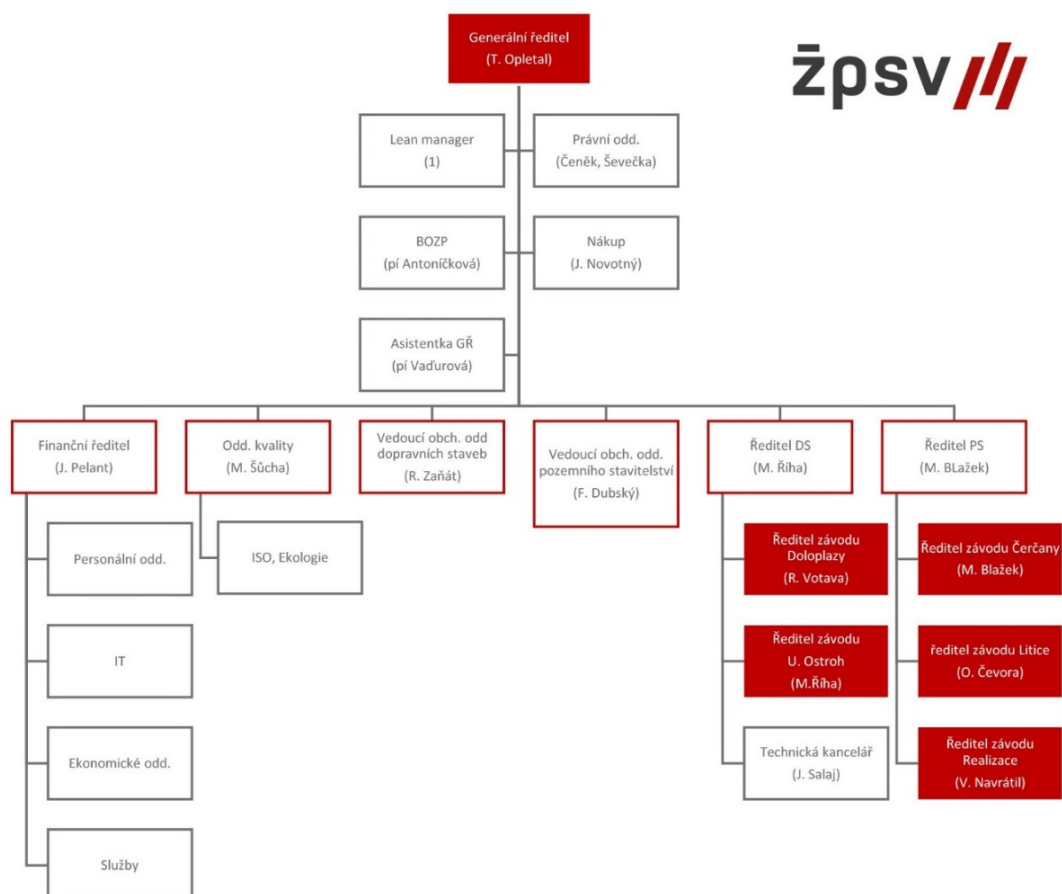 Generální ředitel
(T. Opletal)
žpsv
Lean manager
(1)
Právní odd.
(Čeněk, Ševečka)
BOZP
(pí Antoníčková)
Nákup
(J. Novotný)
Asistentka GŘ
(pí Vaďurová)
Finanční ředitel
(J. Pelant)
Odd. kvality
(M. Šůcha)
Vedoucí obch. odd
dopravních staveb
(R. Zaňát)
Vedoucí obch. odd.
pozemního stavitelství
(F. Dubský)
Ředitel DS
(M. Říha)
Ředitel PS
(M. BLažek)
Personální odd.
ISO, Ekologie
Ředitel závodu
Doloplazy
(R. Votava)
Ředitel závodu Čerčany
(M. Blažek)
IT
Ředitel závodu
U. Ostroh
(M.Říha)
ředitel závodu Litice
(O. Čevora)
Ekonomické odd.
Technická kancelář
(J. Salaj)
Ředitel závodu
Realizace
(V. Navrátil)
Služby